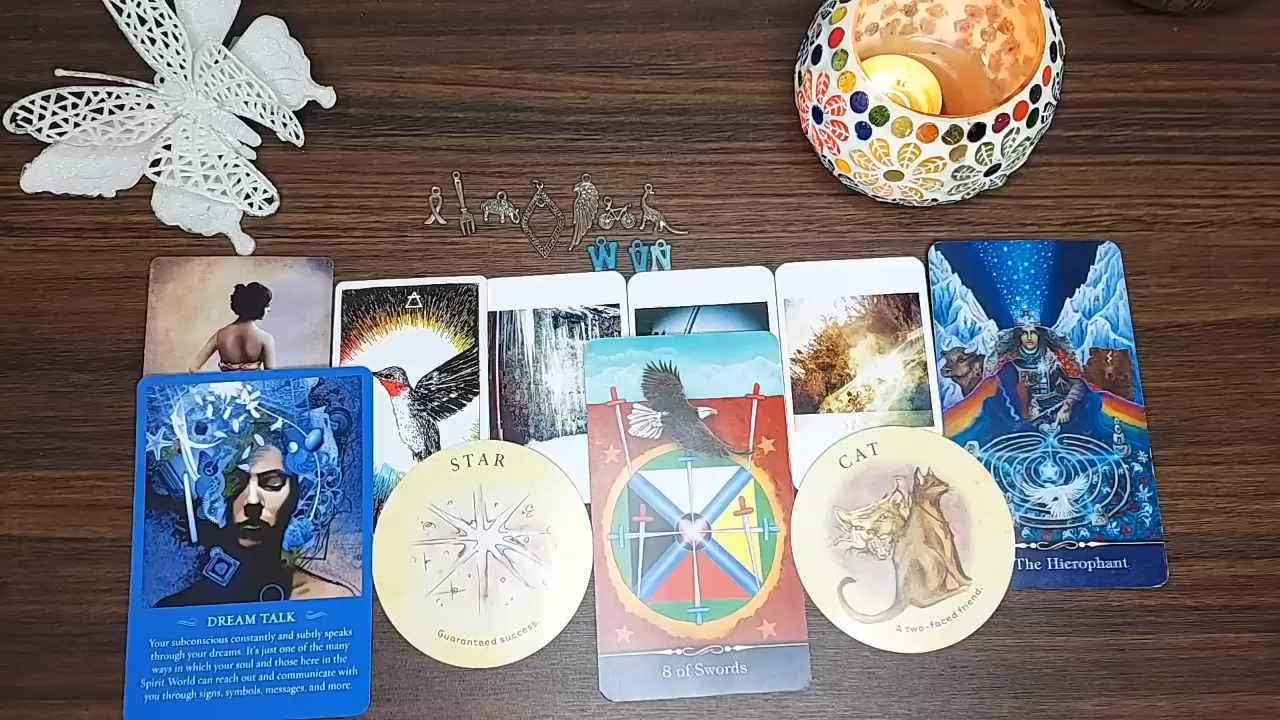 W U N
STAR
CAT
Guaranteed success.
A two-faced friend.
The Hierophant
DREAM TALK
Your subconscious constantly and subtly speaks
through your dreams. It's just one of the many
ways in which your soul and those here in the
Spirit World can reach out and communicate with
you through signs, symbols, messages, and more.
8 of Swords